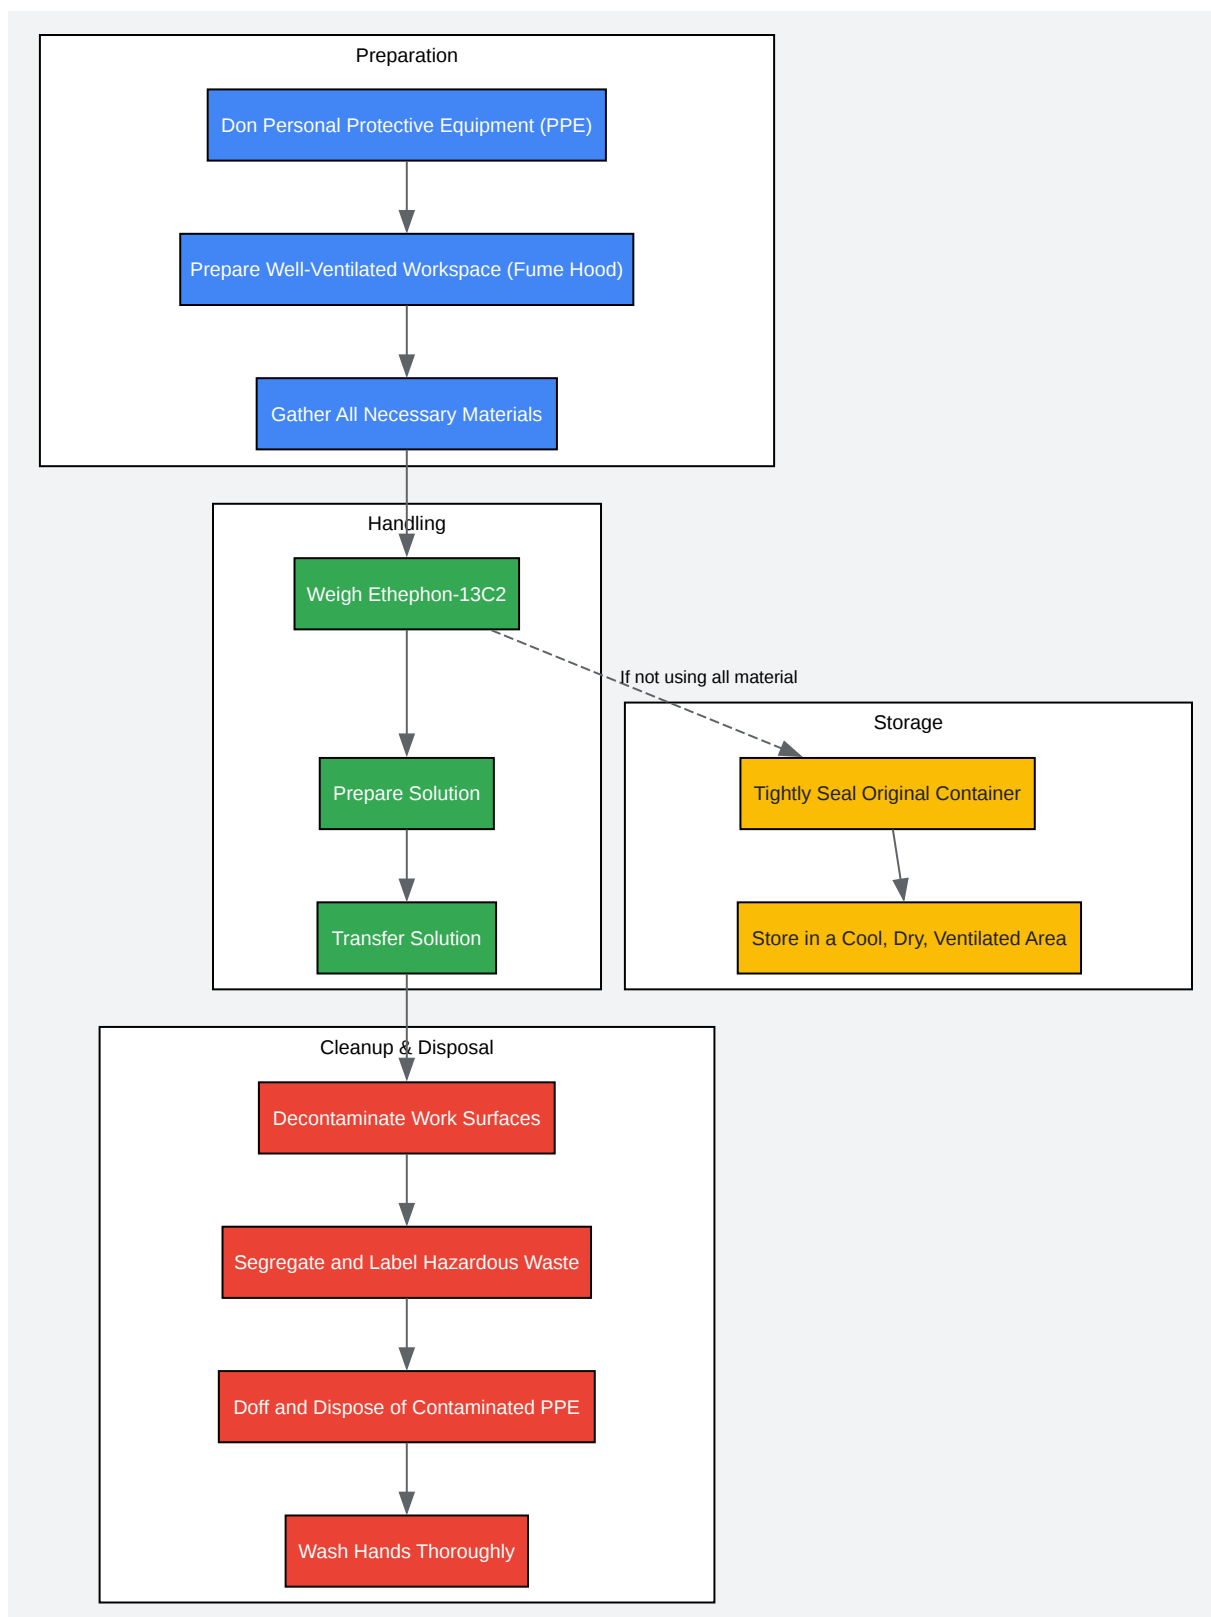 Preparation
Don Personal Protective Equipment (PPE)
Prepare Well-Ventilated Workspace (Fume Hood)
Gather All Necessary Materials
Handling
Weigh Ethephon-13C2
If not using all material
Prepare Solution
Transfer Solution
Storage
Tightly Seal Original Container
Store in a Cool, Dry, Ventilated Area
Cleanup & Disposal
Decontaminate Work Surfaces
Segregate and Label Hazardous Waste
Doff and Dispose of Contaminated PPE
Wash Hands Thoroughly